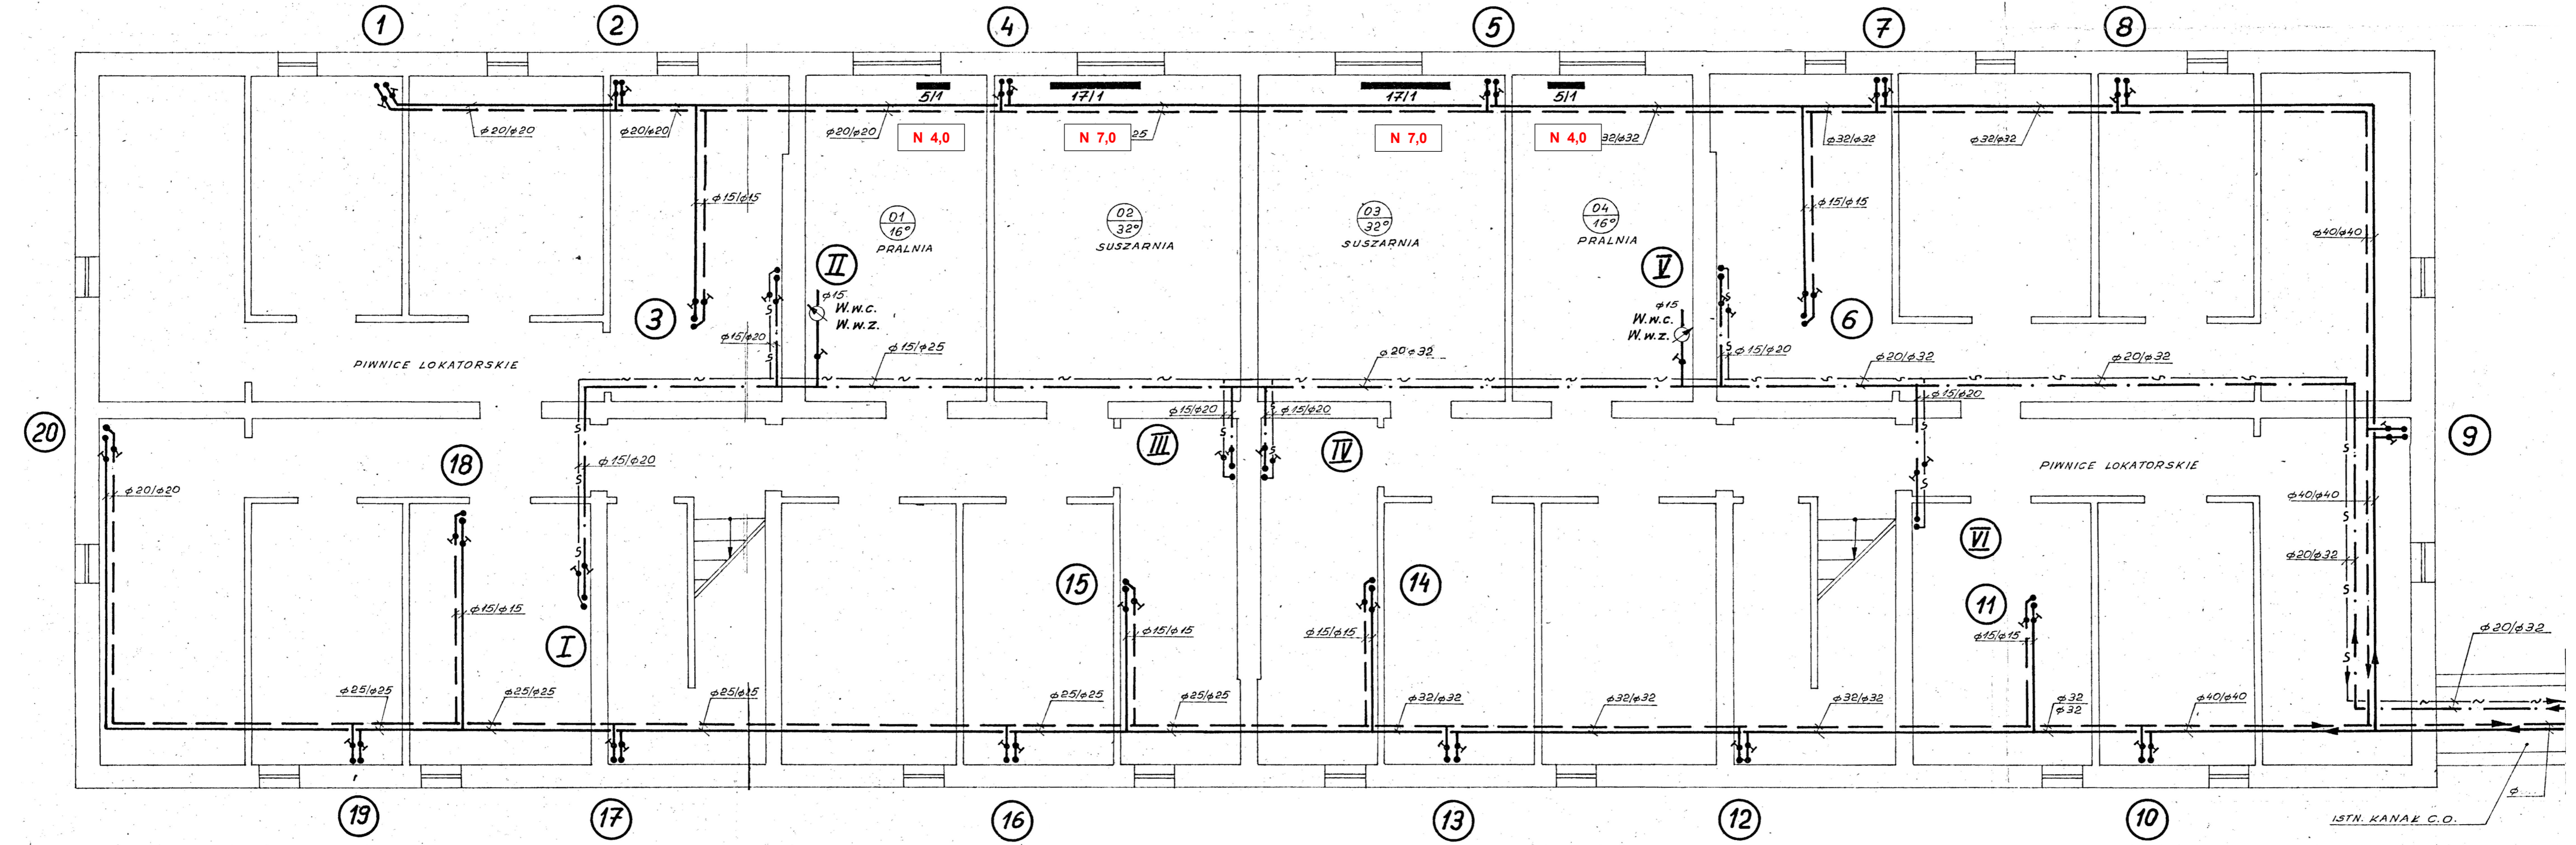 1 2 4 5 7 8
5/1 17/1 17/1 5/1
ø20/ø20 ø20/ø20 ø20/ø20 25 32/ø32 ø32/ø32 ø32/ø32
N 4,0 N 7,0 N 7,0 N 4,0
ø15/ø15 ø15/ø15
01 02 03 04
16° 32° 32° 16°
PRALNIA SUSZARNIA SUSZARNIA PRALNIA
ø40/ø40
II V
ø15 ø15
W.w.c. W.w.c.
W.w.z. W.w.z.
3 6
ø15/ø20 ø15/ø25 ø20/ø32 ø15/ø20 ø20/ø32 ø20/ø32
PIWNICE LOKATORSKIE
ø15/ø20 ø15/ø20 ø15/ø20
20 18 III IV 9
ø15/ø20 PIWNICE LOKATORSKIE
ø20/ø20 ø40/ø40
VI
ø20/ø32
15 14 11
ø15/ø15 ø15/ø15 ø15/ø15 ø15/ø15 ø20/ø32
I
ø25/ø25 ø25/ø25 ø25/ø25 ø25/ø25 ø25/ø25 ø32/ø32 ø32/ø32 ø32/ø32 ø32 ø40/ø40
ø32
ø
19 17 16 13 12 10
ISTN. KANAŁ C.O.